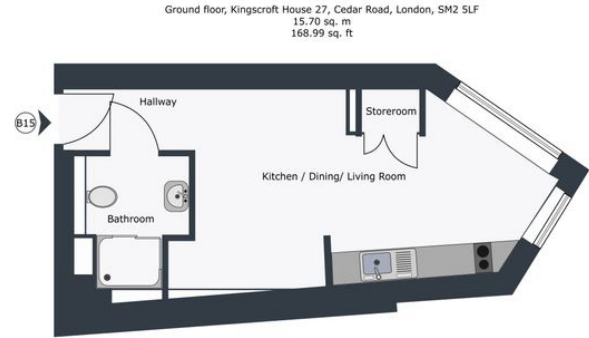 Ground floor, Kingscroft House 27, Cedar Road, London, SM2 5LF
15.70 sq. m
168.99 sq. ft
Hallway
Storeroom
B15
Kitchen / Dining/ Living Room
Bathroom